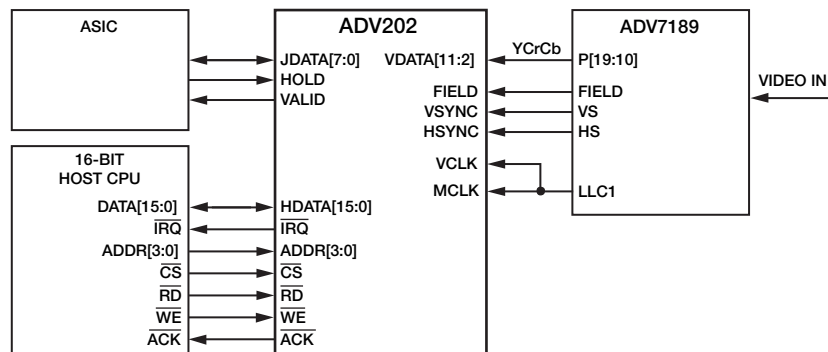 ASIC
ADV202
ADV7189
JDATA[7:0]
HOLD
VALID
VDATA[11:2]
YCrCb
P[19:10]
FIELD
FIELD
VSYNC
VS
HSYNC
HS
VIDEO IN
VCLK
MCLK
LLC1
16-BIT
HOST CPU
DATA[15:0]
HDATA[15:0]
IRQ
IRQ
ADDR[3:0]
ADDR[3:0]
CS
CS
RD
RD
WE
WE
ACK
ACK